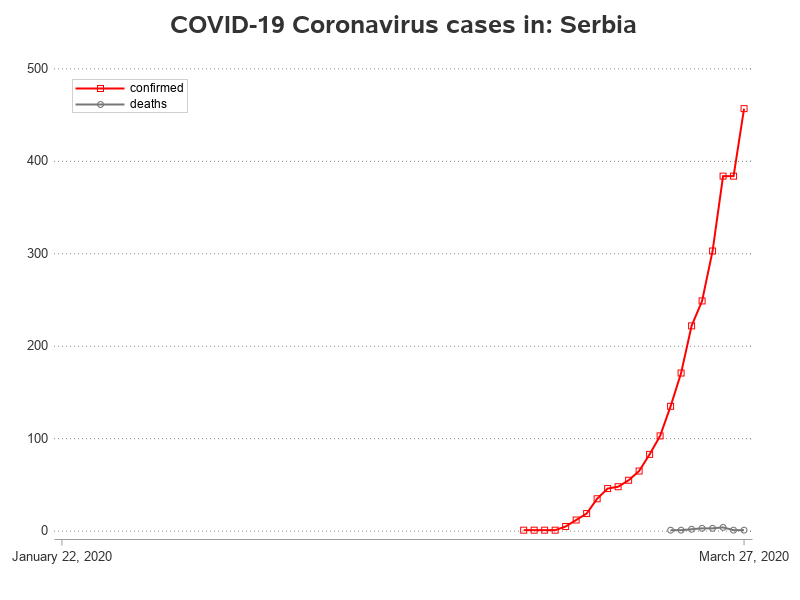 COVID-19 Coronavirus cases in: Serbia
500
confirmed
deaths
400
300
200
100
0
January 22, 2020
March 27, 2020